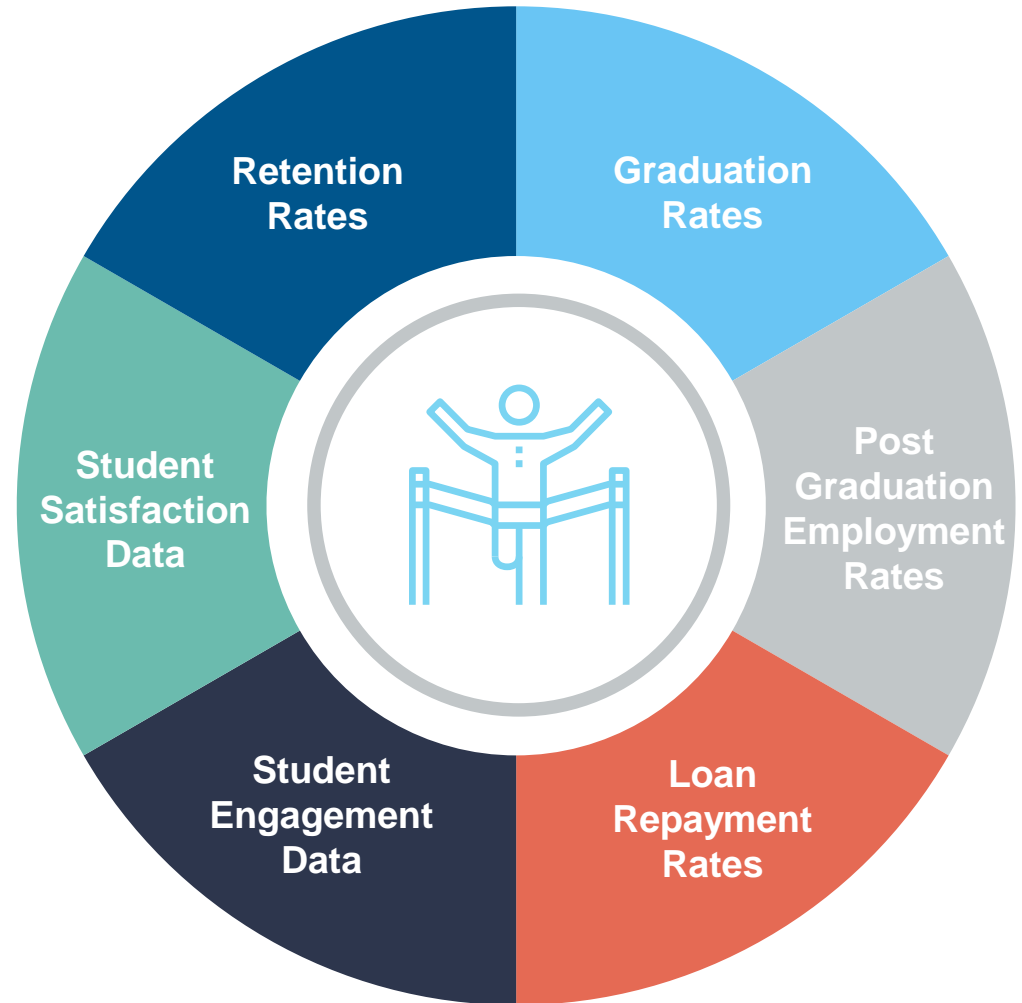 Retention
Rates
Graduation
Rates
Post
Graduation
Employment
Rates
Loan
Repayment
Rates
Student
Engagement
Data
Student
Satisfaction
Data